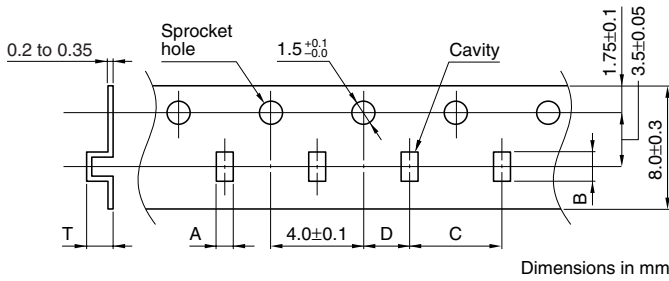 0.2 to 0.35
Sprocket
hole
1.5 +0.1 −0.0
Cavity
1.75±0.1
3.5±0.05
8.0±0.3
B
T
A
4.0±0.1
D
C
Dimensions in mm